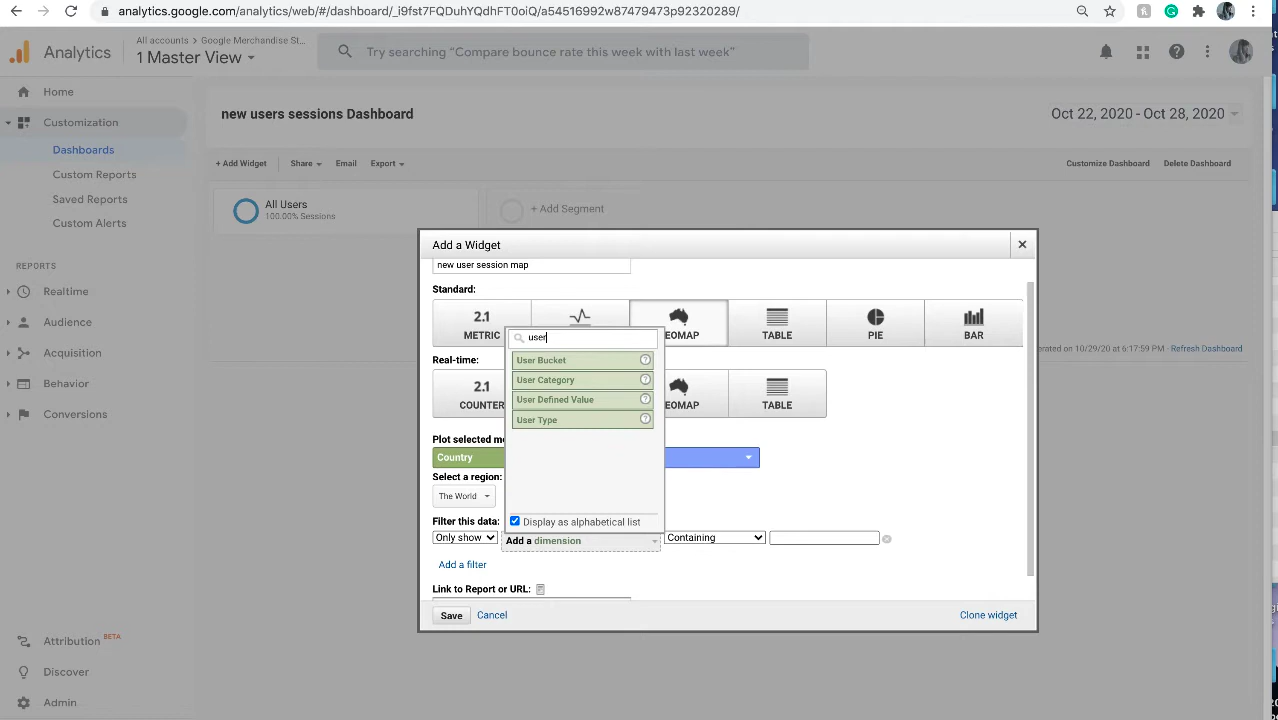 analytics.google.com/analytics/web/#/dashboard/_i9fst7FQDuhYQdhFT0oiQ/a54516992w87479473p92320289/
Analytics
All accounts > Google Merchandise St...
1 Master View
Try searching “Compare bounce rate this week with last week”
Home
Customization
Dashboards
Custom Reports
Saved Reports
Custom Alerts
REPORTS
Realtime
Audience
Acquisition
Behavior
Conversions
Attribution BETA
Discover
Admin
new users sessions Dashboard
Oct 22, 2020 - Oct 28, 2020
+ Add Widget
Share
Email
Export
Customize Dashboard
Delete Dashboard
All Users
100.00% Sessions
+ Add Segment
erated on 10/29/20 at 6:17:59 PM - Refresh Dashboard
Add a Widget
new user session map
Standard:
2.1
METRIC
EOMAP
TABLE
PIE
BAR
Real-time:
2.1
COUNTER
EOMAP
TABLE
user
User Bucket
User Category
User Defined Value
User Type
Display as alphabetical list
Plot selected me
Country
Select a region:
The World
Filter this data:
Only show
Add a dimension
Containing
Add a filter
Link to Report or URL:
Save
Cancel
Clone widget